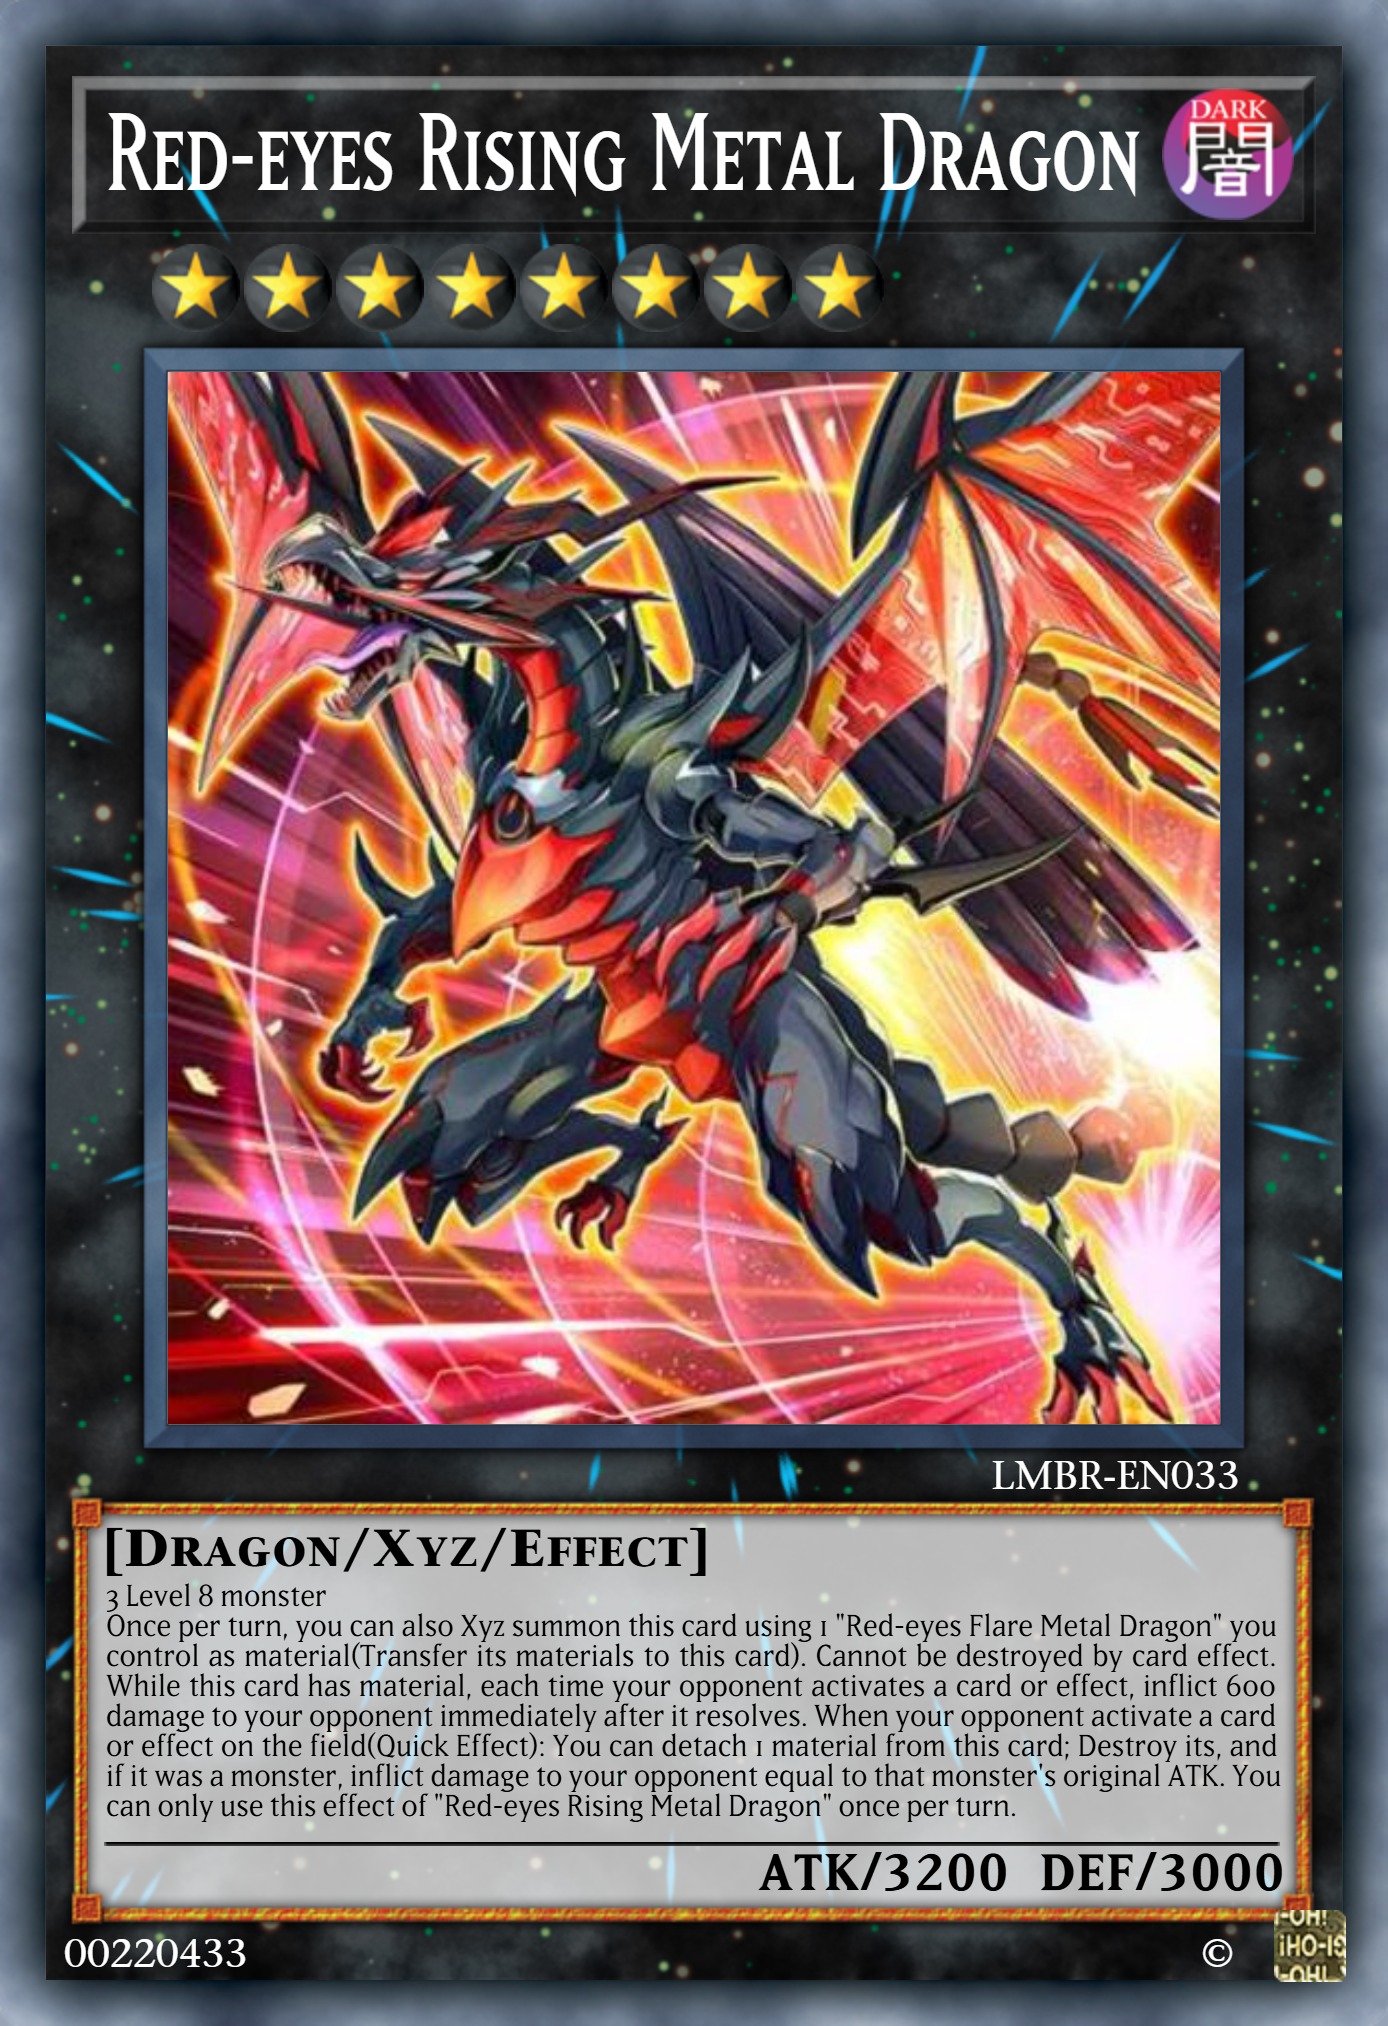 Red-eyes Rising Metal Dragon
DARK
闇
LMBR-EN033
[Dragon/Xyz/Effect]
3 Level 8 monster
Once per turn, you can also Xyz summon this card using 1 "Red-eyes Flare Metal Dragon" you
control as material(Transfer its materials to this card). Cannot be destroyed by card effect.
While this card has material, each time your opponent activates a card or effect, inflict 600
damage to your opponent immediately after it resolves. When your opponent activate a card
or effect on the field(Quick Effect): You can detach 1 material from this card; Destroy its, and
if it was a monster, inflict damage to your opponent equal to that monster's original ATK. You
can only use this effect of "Red-eyes Rising Metal Dragon" once per turn.
ATK/3200 DEF/3000
00220433
©
-OH!
iHO-
-OH!